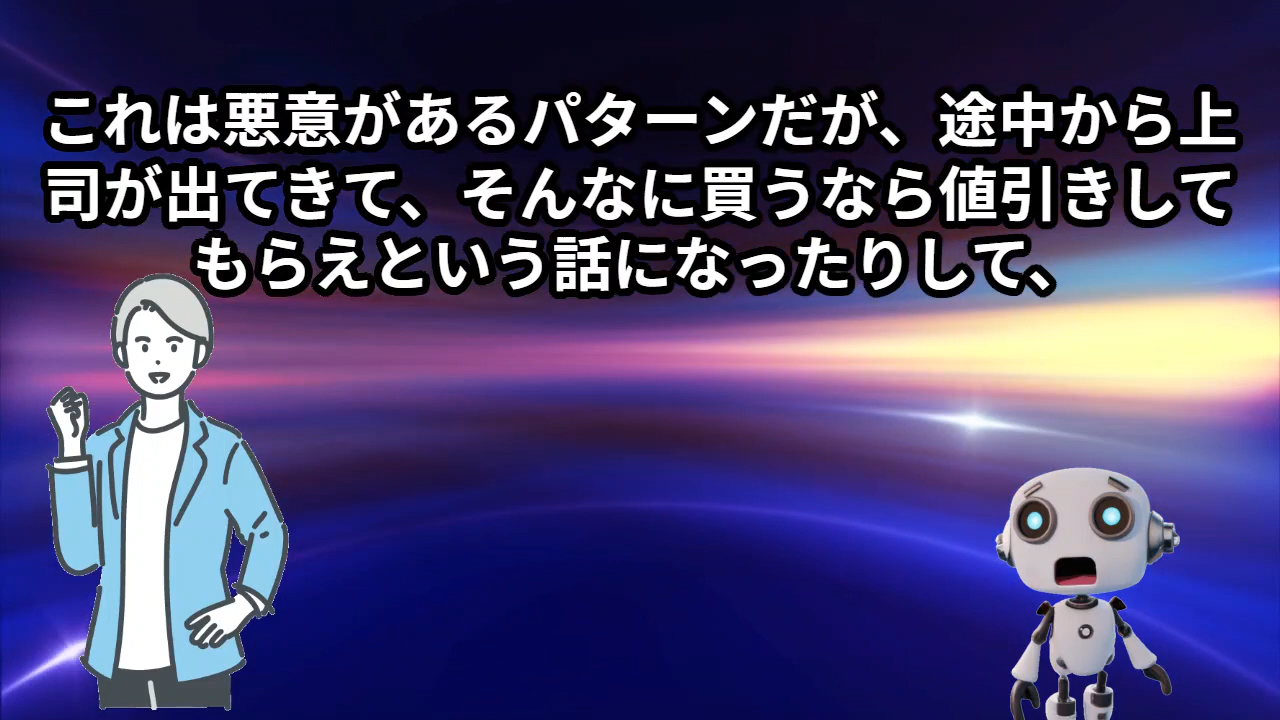 これは悪意があるパターンだが、途中から上
司が出てきて、そんなに買うなら値引きして
もらえという話になったりして、